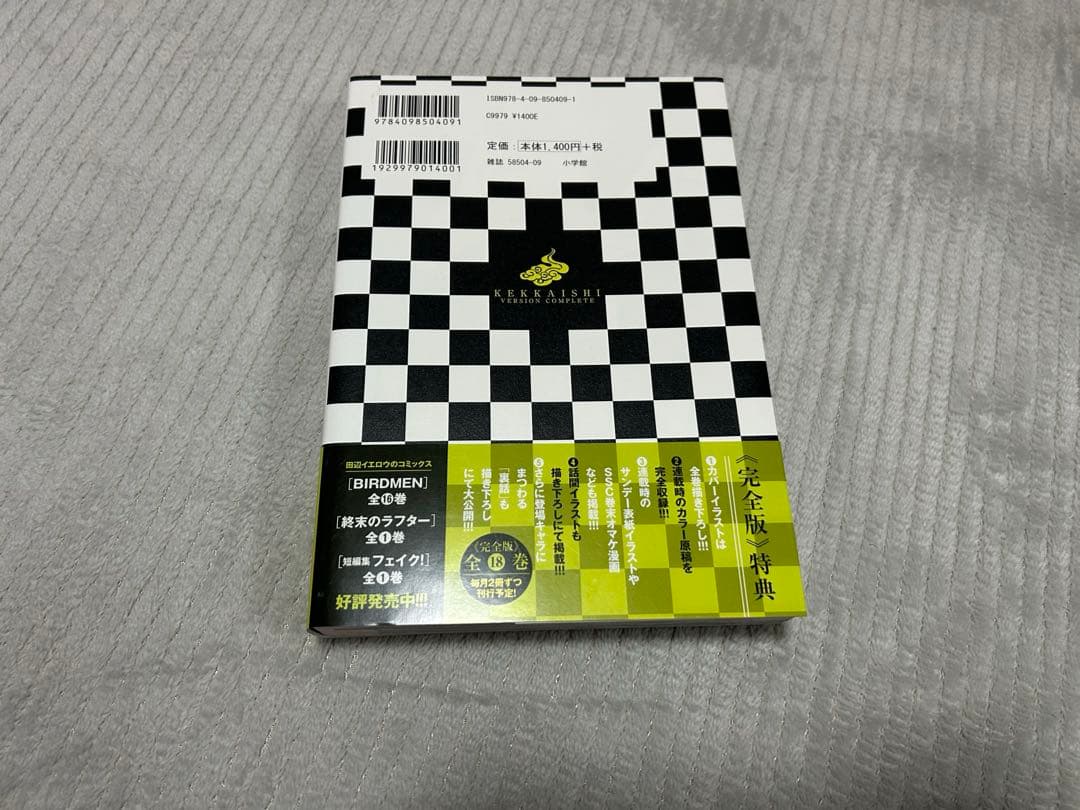 9784098504091
ISBN978-4-09-850409-1
C9979 ¥1400E
1929979014001
定価:本体1,400円+税
雑誌 58504-09 小学館
KEKKAISHI
VERSION COMPLETE
《完全版》特典
❶カバーイラストは
全巻描き下ろし!!!
❷連載時のカラー原稿を
完全収録!!!
❸連載時の
サンデー表紙イラストや
SSC巻末オマケ漫画
なども掲載!!!
❹話間イラストも
描き下ろしにて掲載!!!
❺さらに登場キャラに
まつわる
「裏話」も
描き下ろし
にて大公開!!!
《完全版》
全⓲巻
毎月2冊ずつ
刊行予定!
田辺イエロウのコミックス
[BIRDMEN]
全⓰巻
[終末のラフター]
全❶巻
[短編集 フェイク!]
全❶巻
好評発売中!!!